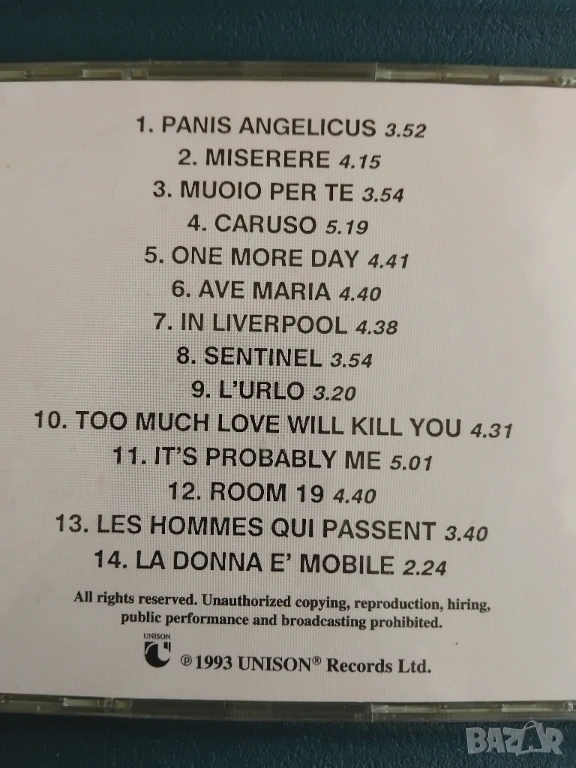 1. PANIS ANGELICUS 3.52
2. MISERERE 4.15
3. MUOIO PER TE 3.54
4. CARUSO 5.19
5. ONE MORE DAY 4.41
6. AVE MARIA 4.40
7. IN LIVERPOOL 4.38
8. SENTINEL 3.54
9. L'URLO 3.20
10. TOO MUCH LOVE WILL KILL YOU 4.31
11. IT'S PROBABLY ME 5.01
12. ROOM 19 4.40
13. LES HOMMES QUI PASSENT 3.40
14. LA DONNA E' MOBILE 2.24
All rights reserved. Unauthorized copying, reproduction, hiring,
public performance and broadcasting prohibited.
UNISON
℗ 1993 UNISON® Records Ltd.
BAZAR